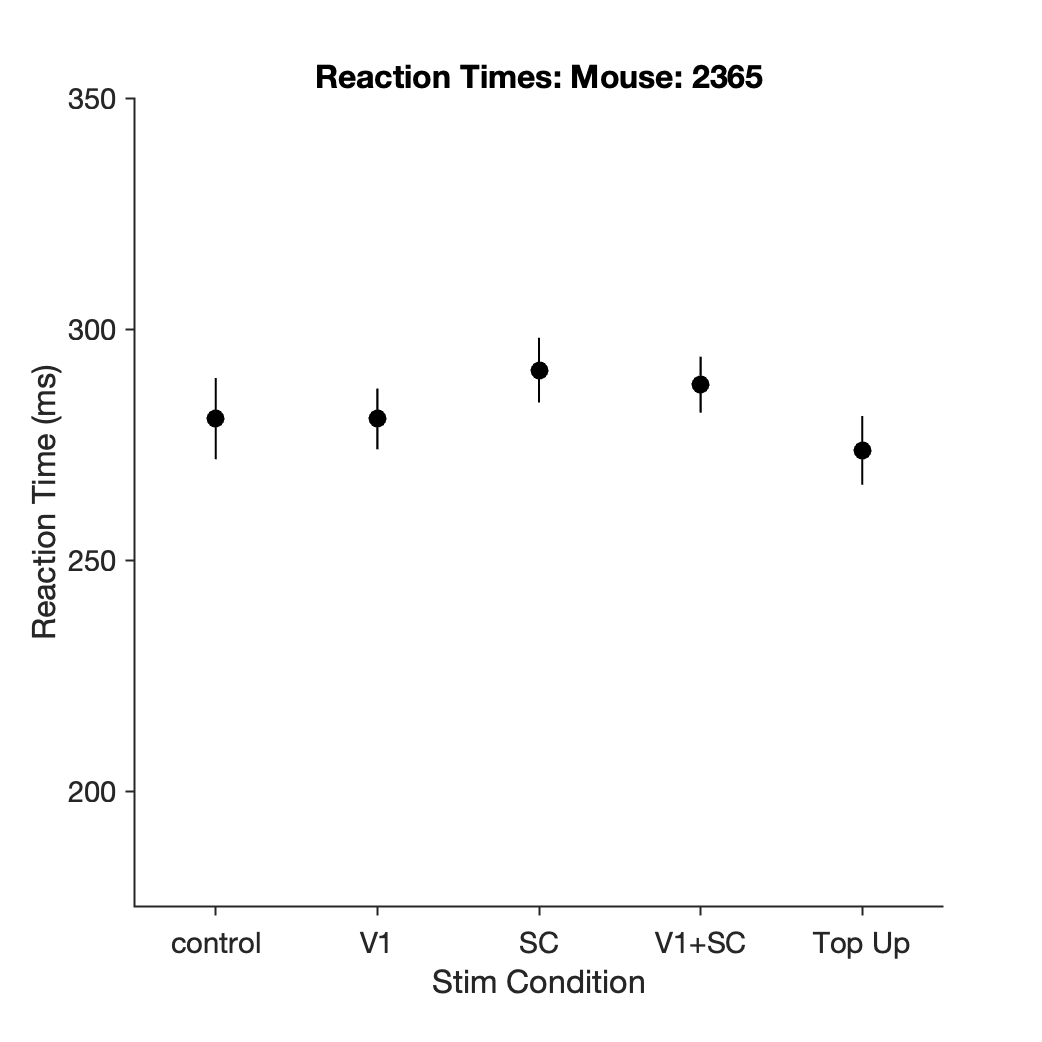 Reaction Times: Mouse: 2365
350
300
250
200
Reaction Time (ms)
control V1 SC V1+SC Top Up
Stim Condition